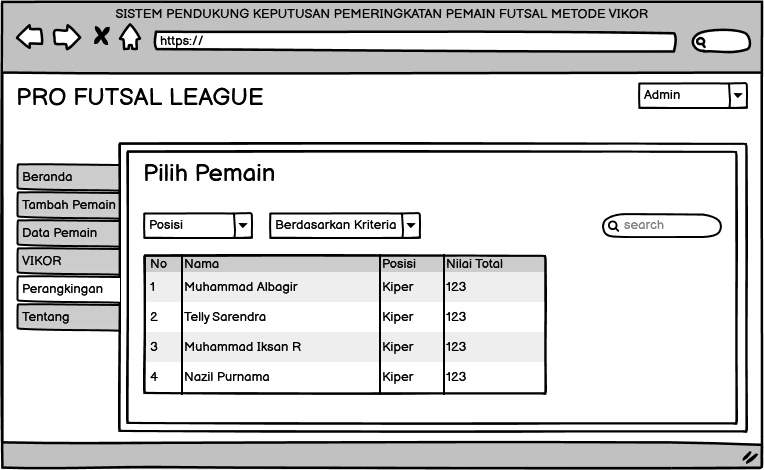 SISTEM PENDUKUNG KEPUTUSAN PEMERINGKATAN PEMAIN FUTSAL METODE VIKOR
https://
PRO FUTSAL LEAGUE
Admin
Beranda
Tambah Pemain
Data Pemain
VIKOR
Perangkingan
Tentang
Pilih Pemain
Posisi Berdasarkan Kriteria search
No Nama Posisi Nilai Total
1 Muhammad Albagir Kiper 123
2 Telly Sarendra Kiper 123
3 Muhammad Iksan R Kiper 123
4 Nazil Purnama Kiper 123